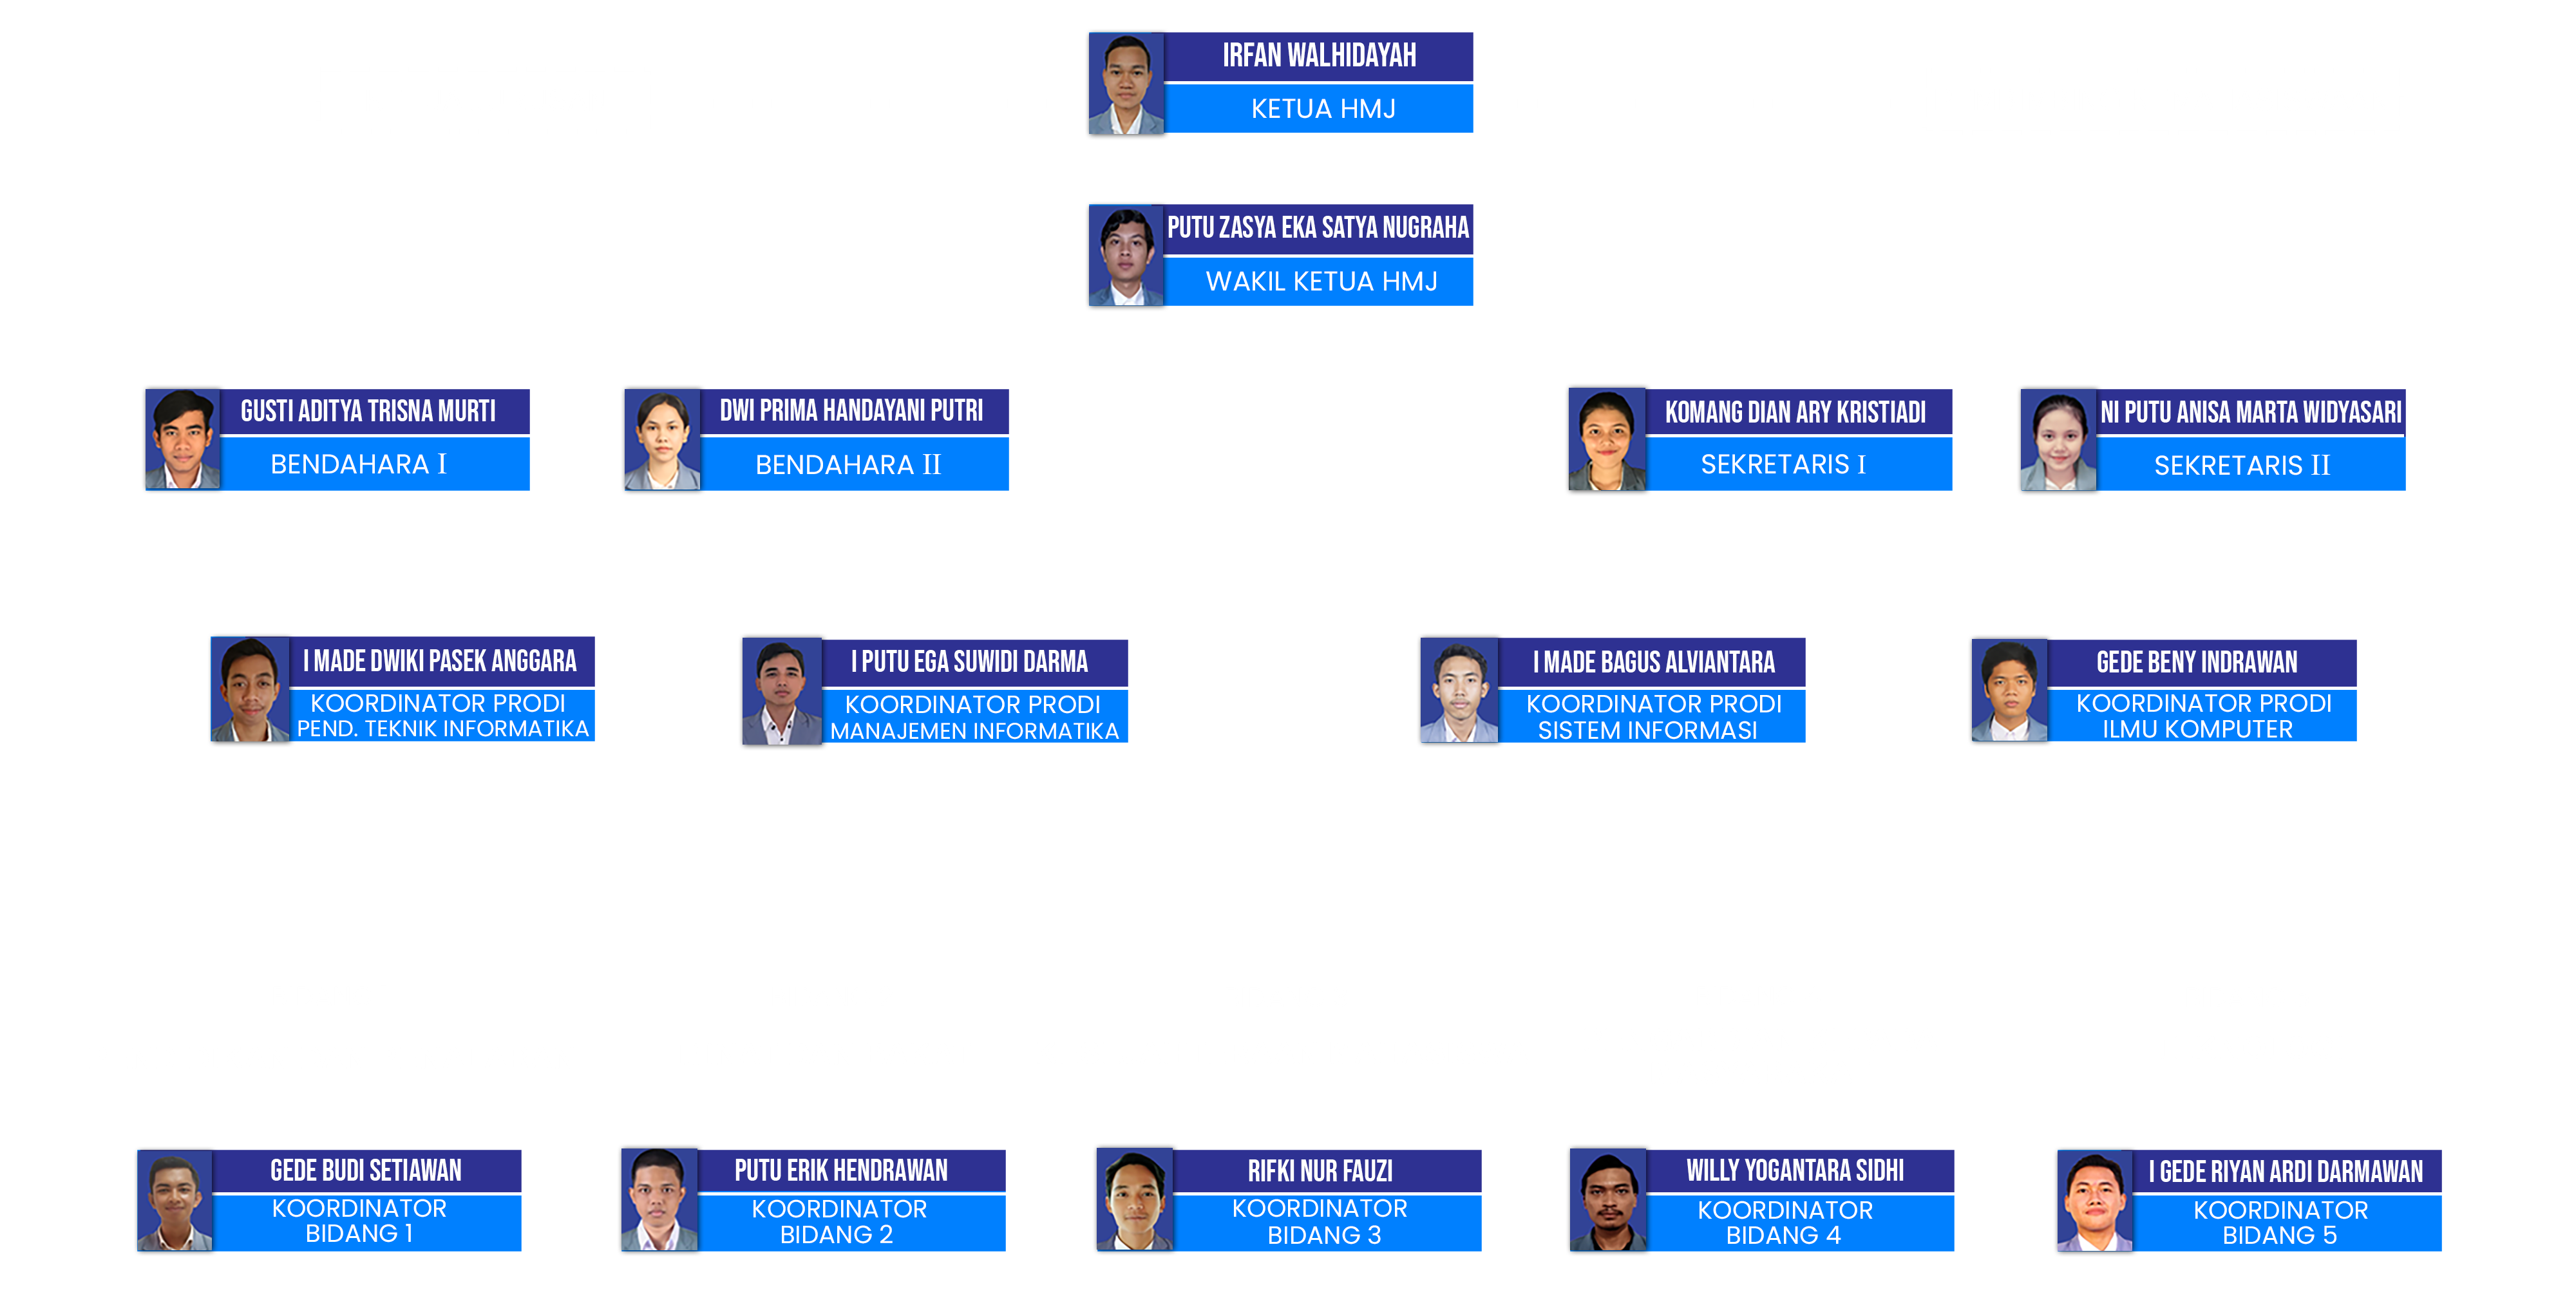 IRFAN WALHIDAYAH
KETUA HMJ
PUTU ZASYA EKA SATYA NUGRAHA
WAKIL KETUA HMJ
GUSTI ADITYA TRISNA MURTI
BENDAHARA I
DWI PRIMA HANDAYANI PUTRI
BENDAHARA II
KOMANG DIAN ARY KRISTIADI
SEKRETARIS I
NI PUTU ANISA MARTA WIDYASARI
SEKRETARIS II
I MADE DWIKI PASEK ANGGARA
KOORDINATOR PRODI
PEND. TEKNIK INFORMATIKA
I PUTU EGA SUWIDI DARMA
KOORDINATOR PRODI
MANAJEMEN INFORMATIKA
I MADE BAGUS ALVIANTARA
KOORDINATOR PRODI
SISTEM INFORMASI
GEDE BENY INDRAWAN
KOORDINATOR PRODI
ILMU KOMPUTER
GEDE BUDI SETIAWAN
KOORDINATOR
BIDANG 1
PUTU ERIK HENDRAWAN
KOORDINATOR
BIDANG 2
RIFKI NUR FAUZI
KOORDINATOR
BIDANG 3
WILLY YOGANTARA SIDHI
KOORDINATOR
BIDANG 4
I GEDE RIYAN ARDI DARMAWAN
KOORDINATOR
BIDANG 5